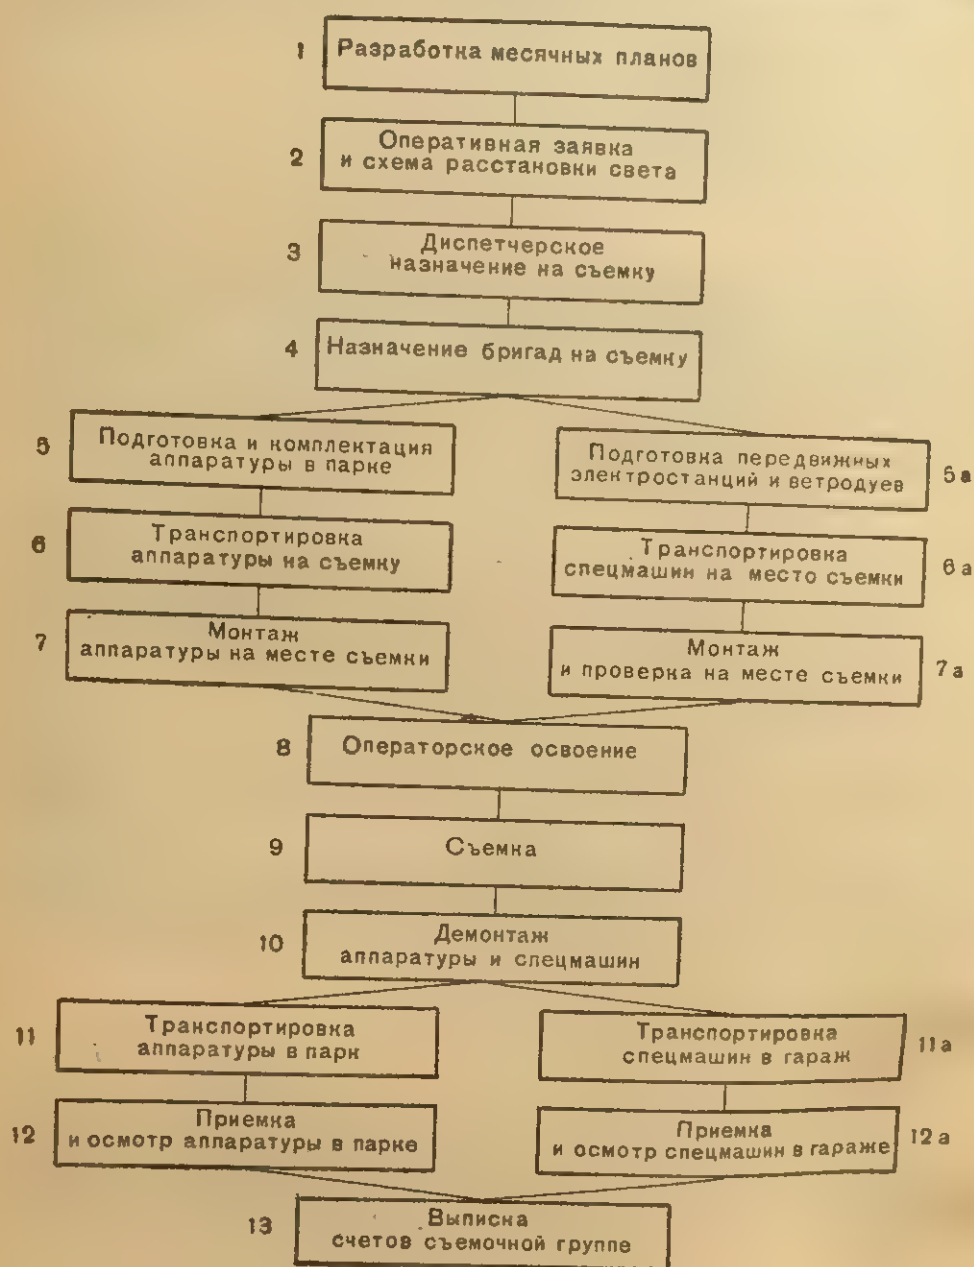 1 Разработка месячных планов
2 Оперативная заявка
и схема расстановки света
3 Диспетчерское
назначение на съемку
4 Назначение бригад на съемку
5 Подготовка и комплектация
аппаратуры в парке
Подготовка передвижных
электростанций и ветродуев 5а
6 Транспортировка
аппаратуры на съемку
Транспортировка
спецмашин на место съемки 6а
7 Монтаж
аппаратуры на месте съемки
Монтаж
и проверка на месте съемки 7а
8 Операторское освоение
9 Съемка
10 Демонтаж
аппаратуры и спецмашин
11 Транспортировка
аппаратуры в парк
Транспортировка
спецмашин в гараж 11а
12 Приемка
и осмотр аппаратуры в парке
Приемка
и осмотр спецмашин в гараже 12а
13 Выписка
счетов съемочной группе